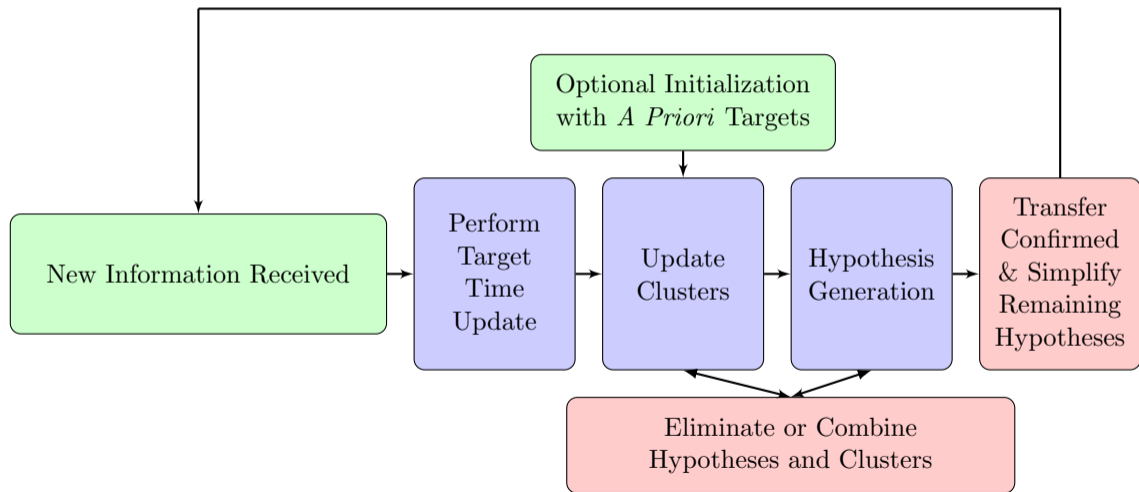 Optional Initialization
with A Priori Targets
New Information Received
Perform
Target
Time
Update
Update
Clusters
Hypothesis
Generation
Transfer
Confirmed
& Simplify
Remaining
Hypotheses
Eliminate or Combine
Hypotheses and Clusters